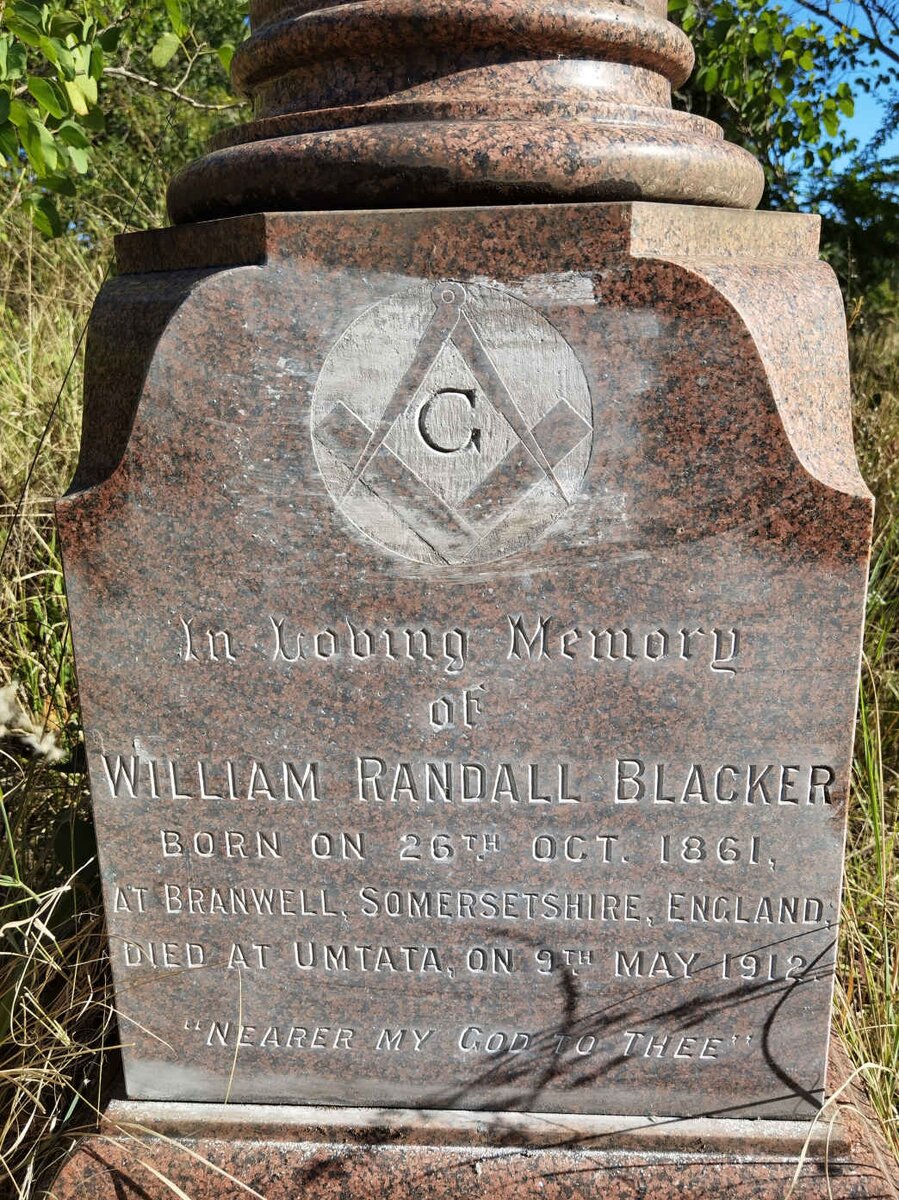 G
In Loving Memory
of
WILLIAM RANDALL BLACKER
BORN ON 26TH OCT. 1861,
AT BRANWELL, SOMERSETSHIRE, ENGLAND,
DIED AT UMTATA, ON 9TH MAY 1912.
"NEARER MY GOD TO THEE"